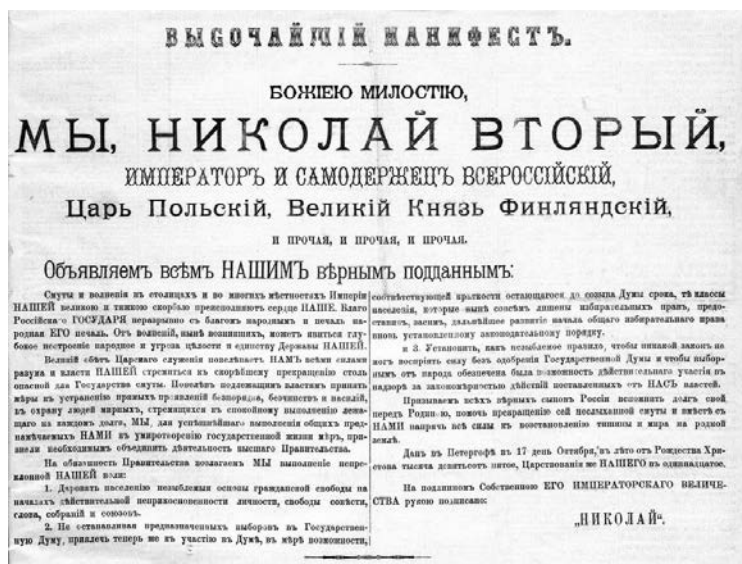 ВЫСОЧАЙШІЙ МАНИФЕСТЪ.
БОЖІЕЮ МИЛОСТІЮ,
МЫ, НИКОЛАЙ ВТОРЫЙ,
ИМПЕРАТОРЪ И САМОДЕРЖЕЦЪ ВСЕРОССІЙСКІЙ,
Царь Польскій, Великій Князь Финляндскій,
И ПРОЧАЯ, И ПРОЧАЯ, И ПРОЧАЯ.
Объявляемъ всѣмъ НАШИМЪ вѣрнымъ подданнымъ:
Смуты и волненія въ столицахъ и во многихъ мѣстностяхъ Имперіи
НАШЕЙ великою и тяжкою скорбью преисполняютъ сердце НАШЕ. Благо
Россійскаго ГОСУДАРЯ неразрывно съ благомъ народнымъ и печаль на-
родная ЕГО печаль. Отъ волненій, нынѣ возникшихъ, можетъ явиться глу-
бокое нестроеніе народное и угроза цѣлости и единству Державы НАШЕЙ.
Великій обѣтъ Царскаго служенія повелѣваетъ НАМЪ всѣми силами
разума и власти НАШЕЙ стремиться къ скорѣйшему прекращенію столь
опасной для Государства смуты. Повелѣвъ подлежащимъ властямъ принять
мѣры къ устраненію прямыхъ проявленій безпорядка, безчинствъ и насилій,
въ охрану людей мирныхъ, стремящихся къ спокойному выполненію лежа-
щаго на каждомъ долга, МЫ, для успѣшнѣйшаго выполненія общихъ пред-
намѣчаемыхъ НАМИ къ умиротворенію государственной жизни мѣръ, при-
знали необходимымъ объединить дѣятельность высшаго Правительства.
На обязанность Правительства возлагаемъ МЫ выполненіе непре-
клонной НАШЕЙ воли:
1. Даровать населенію незыблемыя основы гражданской свободы на
началахъ дѣйствительной неприкосновенности личности, свободы совѣсти,
слова, собраній и союзовъ.
2. Не останавливая предназначенныхъ выборовъ въ Государствен-
ную Думу, привлечь теперь же къ участію въ Думѣ, въ мѣрѣ возможности,
соотвѣтствующей краткости остающагося до созыва Думы срока, тѣ классы
населенія, которые нынѣ совсѣмъ лишены избирательныхъ правъ, предо-
ставивъ, засимъ, дальнѣйшее развитіе начала общаго избирательнаго права
вновь установленному законодательному порядку.
и 3. Установить, какъ незыблемое правило, чтобы никакой законъ не
могъ воспріять силу безъ одобренія Государственной Думы и чтобы выбор-
нымъ отъ народа обезпечена была возможность дѣйствительнаго участія въ
надзорѣ за закономѣрностью дѣйствій поставленныхъ отъ НАСЪ властей.
Призываемъ всѣхъ вѣрныхъ сыновъ Россіи вспомнить долгъ свой
передъ Родиною, помочь прекращенію сей неслыханной смуты и вмѣстѣ съ
НАМИ напрячь всѣ силы къ возстановленію тишины и мира на родной
землѣ.
Данъ въ Петергофѣ въ 17 день Октября, въ лѣто отъ Рождества Хри-
стова тысяча девятьсотъ пятое, Царствованія же НАШЕГО въ одиннадцатое.
На подлинномъ Собственною ЕГО ИМПЕРАТОРСКАГО ВЕЛИЧЕ-
СТВА рукою подписано:
„НИКОЛАЙ“.